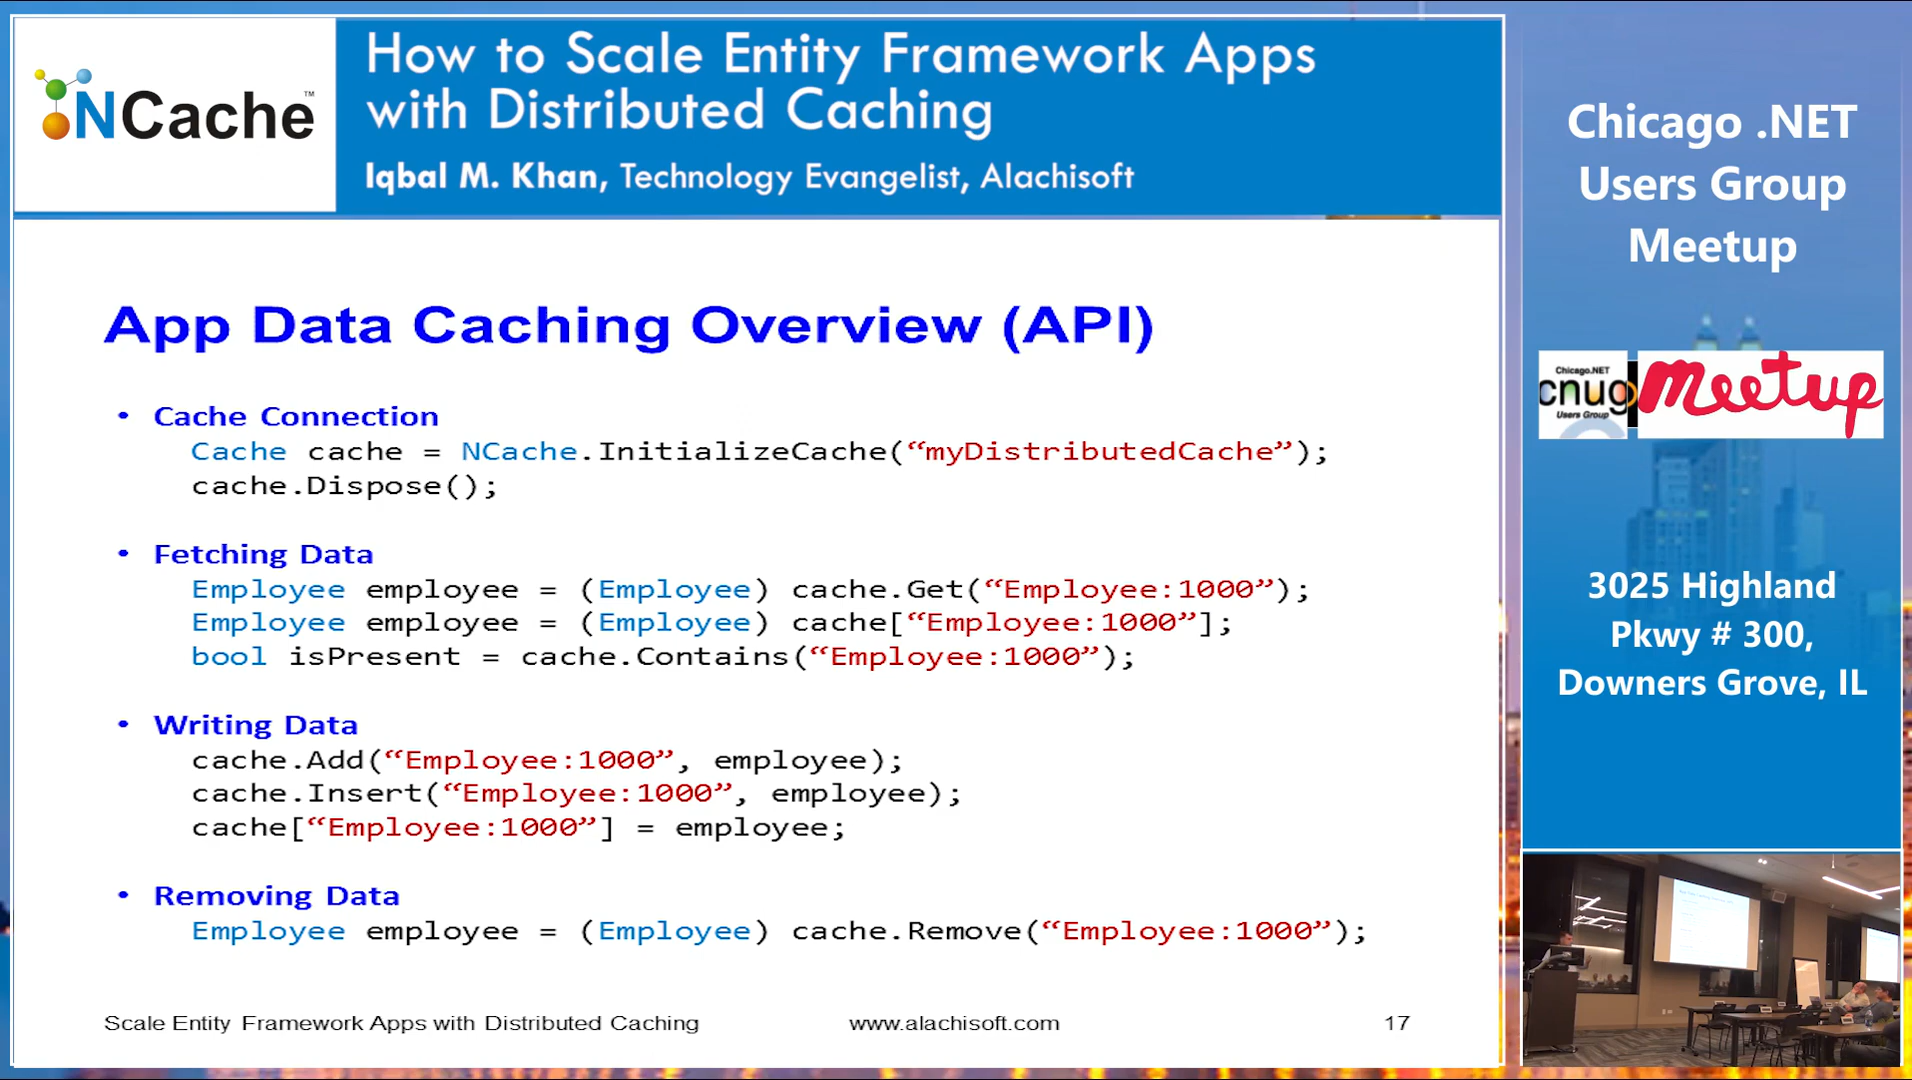 NCache™
How to Scale Entity Framework Apps
with Distributed Caching
Iqbal M. Khan, Technology Evangelist, Alachisoft
App Data Caching Overview (API)
• Cache Connection
Cache cache = NCache.InitializeCache(“myDistributedCache”);
cache.Dispose();
• Fetching Data
Employee employee = (Employee) cache.Get(“Employee:1000”);
Employee employee = (Employee) cache[“Employee:1000”];
bool isPresent = cache.Contains(“Employee:1000”);
• Writing Data
cache.Add(“Employee:1000”, employee);
cache.Insert(“Employee:1000”, employee);
cache[“Employee:1000”] = employee;
• Removing Data
Employee employee = (Employee) cache.Remove(“Employee:1000”);
Scale Entity Framework Apps with Distributed Caching
www.alachisoft.com
17
Chicago .NET
Users Group
Meetup
Chicago.NET
cnug
Users Group
meetup
3025 Highland
Pkwy # 300,
Downers Grove, IL